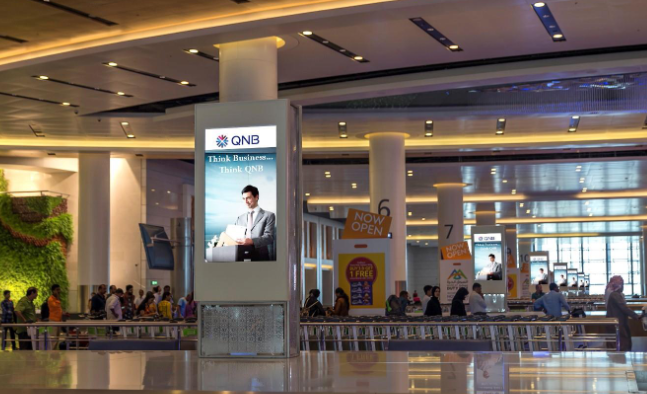 QNB
Think Business...
Think QNB
6
NOW
OPEN
1 FREE
7
NOW
OPEN